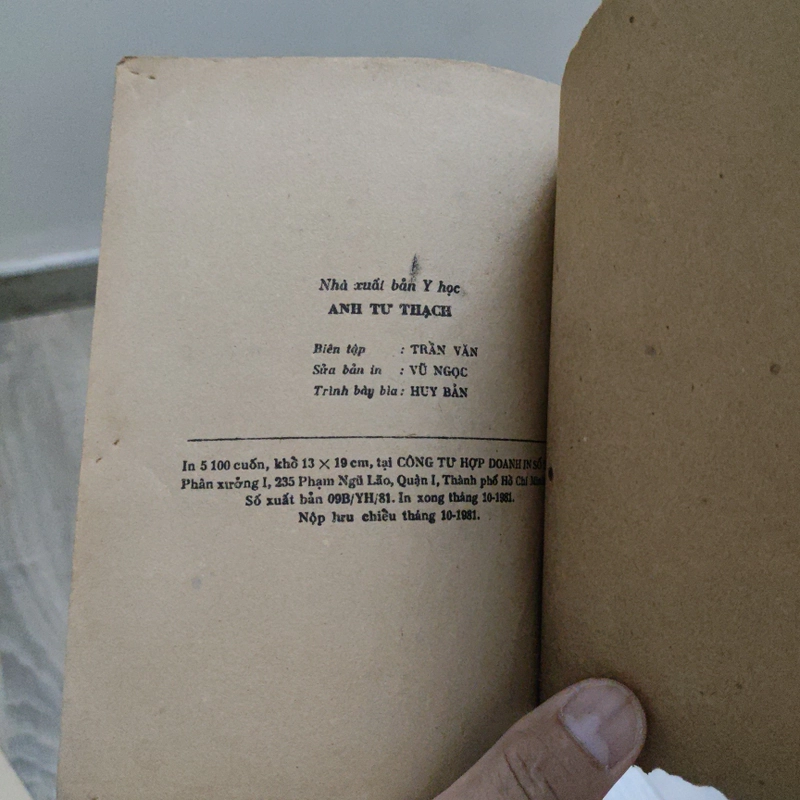 Nhà xuất bản Y học
ANH TƯ THẠCH
Biên tập : TRẦN VĂN
Sửa bản in : VŨ NGỌC
Trình bày bìa : HUY BẢN
In 5 100 cuốn, khổ 13 × 19 cm, tại CÔNG TƯ HỢP DOANH IN SỐ
Phân xưởng I, 235 Phạm Ngũ Lão, Quận I, Thành phố Hồ Chí Minh
Số xuất bản 09B/YH/81. In xong tháng 10-1981.
Nộp lưu chiều tháng 10-1981.